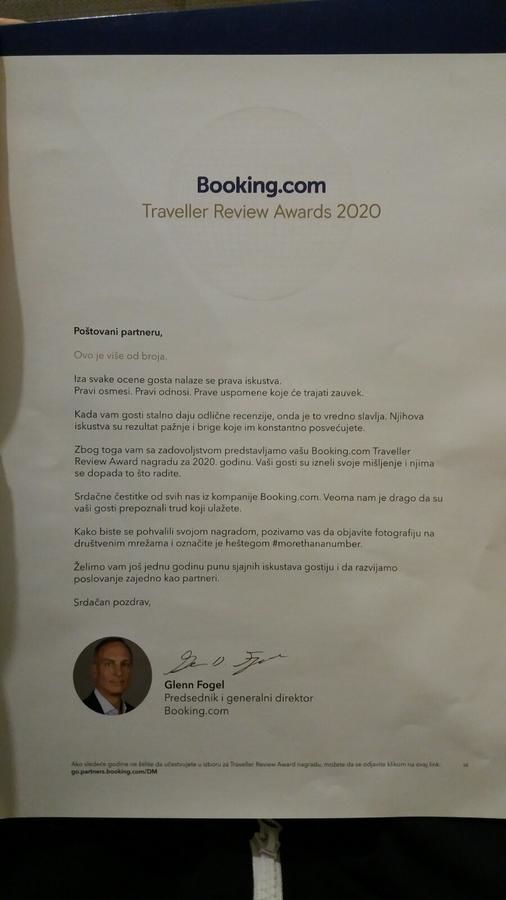 Booking.com
Traveller Review Awards 2020
Poštovani partneru,
Ovo je više od broja.
Iza svake ocene gosta nalaze se prava iskustva.
Pravi osmesi. Pravi odnosi. Prave uspomene koje će trajati zauvek.
Kada vam gosti stalno daju odlične recenzije, onda je to vredno slavlja. Njihova
iskustva su rezultat pažnje i brige koje im konstantno posvećujete.
Zbog toga vam sa zadovoljstvom predstavljamo vašu Booking.com Traveller
Review Award nagradu za 2020. godinu. Vaši gosti su izneli svoje mišljenje i njima
se dopada to što radite.
Srdačne čestitke od svih nas iz kompanije Booking.com. Veoma nam je drago da su
vaši gosti prepoznali trud koji ulažete.
Kako biste se pohvalili svojom nagradom, pozivamo vas da objavite fotografiju na
društvenim mrežama i označite je heštegom #morethananumber.
Želimo vam još jednu godinu punu sjajnih iskustava gostiju i da razvijamo
poslovanje zajedno kao partneri.
Srdačan pozdrav,
Glenn Fogel
Predsednik i generalni direktor
Booking.com
Ako sledeće godine ne želite da učestvujete u izboru za Traveller Review Award nagradu, možete da se odjavite klikom na ovaj link:
go.partners.booking.com/DM